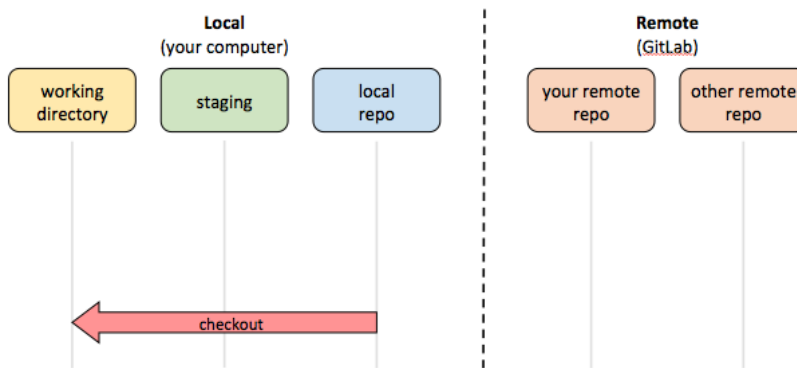 Local
(your computer)
Remote
(GitLab)
working
directory
staging
local
repo
your remote
repo
other remote
repo
checkout